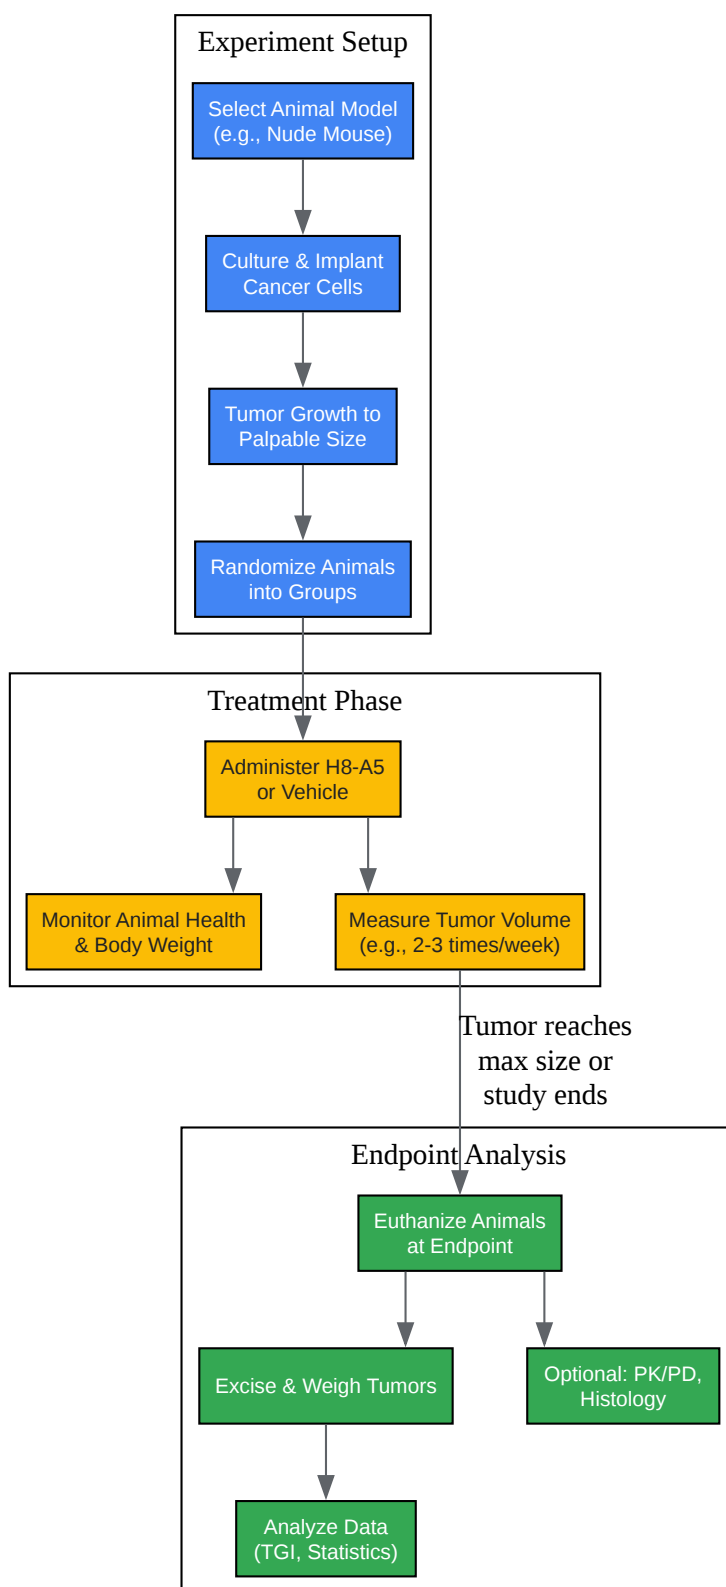 Experiment Setup
Select Animal Model
(e.g., Nude Mouse)
Culture & Implant
Cancer Cells
Tumor Growth to
Palpable Size
Randomize Animals
into Groups
Treatment Phase
Administer H8-A5
or Vehicle
Monitor Animal Health
& Body Weight
Measure Tumor Volume
(e.g., 2-3 times/week)
Tumor reaches
max size or
study ends
Endpoint Analysis
Euthanize Animals
at Endpoint
Excise & Weigh Tumors
Optional: PK/PD,
Histology
Analyze Data
(TGI, Statistics)